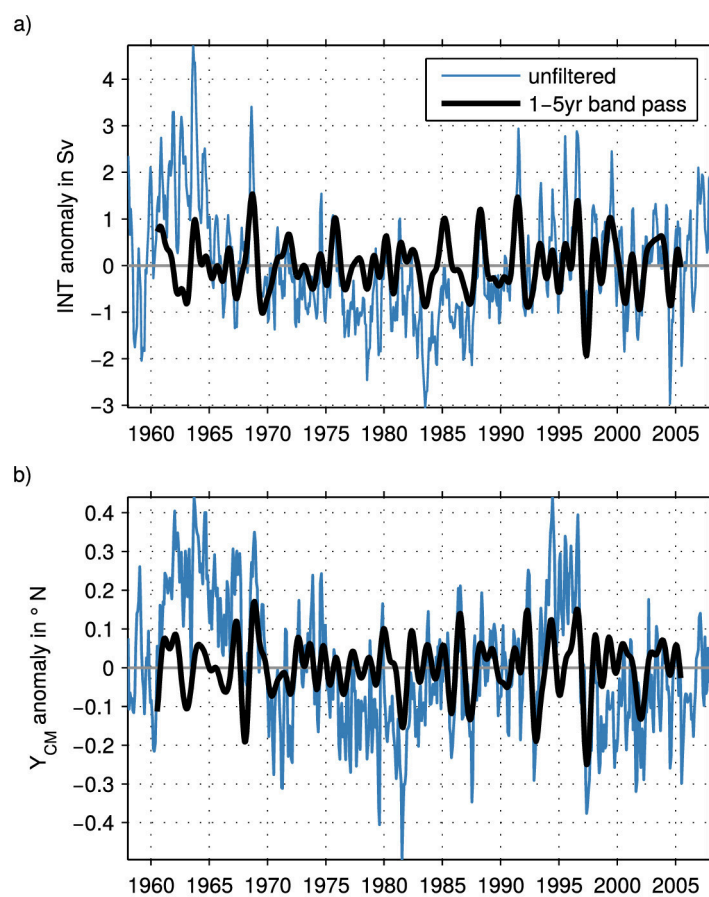 a)
INT anomaly in Sv
4
3
2
1
0
−1
−2
−3
unfiltered
1−5yr band pass
1960 1965 1970 1975 1980 1985 1990 1995 2000 2005
b)
Y_CM anomaly in ° N
0.4
0.3
0.2
0.1
0
−0.1
−0.2
−0.3
−0.4
1960 1965 1970 1975 1980 1985 1990 1995 2000 2005